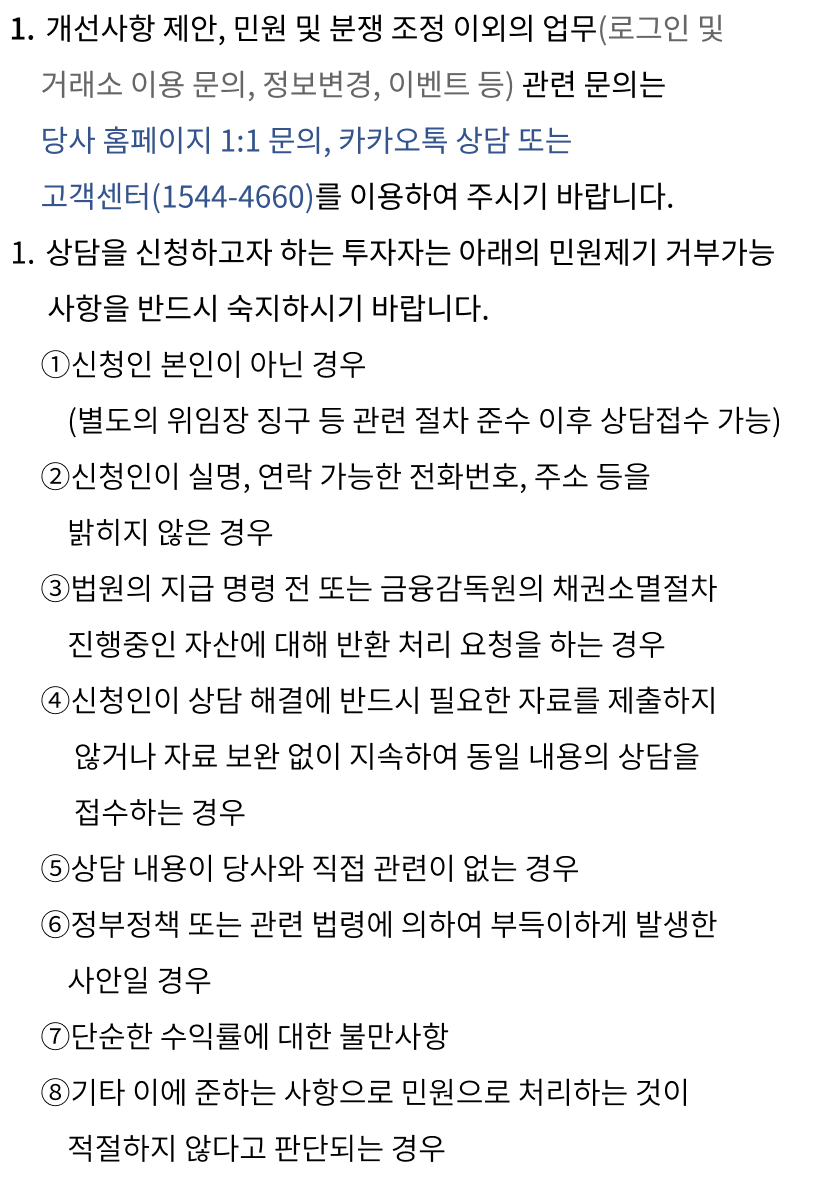 1. 개선사항 제안, 민원 및 분쟁 조정 이외의 업무(로그인 및
거래소 이용 문의, 정보변경, 이벤트 등) 관련 문의는
당사 홈페이지 1:1 문의, 카카오톡 상담 또는
고객센터(1544-4660)를 이용하여 주시기 바랍니다.
1. 상담을 신청하고자 하는 투자자는 아래의 민원제기 거부가능
사항을 반드시 숙지하시기 바랍니다.
①신청인 본인이 아닌 경우
(별도의 위임장 징구 등 관련 절차 준수 이후 상담접수 가능)
②신청인이 실명, 연락 가능한 전화번호, 주소 등을
밝히지 않은 경우
③법원의 지급 명령 전 또는 금융감독원의 채권소멸절차
진행중인 자산에 대해 반환 처리 요청을 하는 경우
④신청인이 상담 해결에 반드시 필요한 자료를 제출하지
않거나 자료 보완 없이 지속하여 동일 내용의 상담을
접수하는 경우
⑤상담 내용이 당사와 직접 관련이 없는 경우
⑥정부정책 또는 관련 법령에 의하여 부득이하게 발생한
사안일 경우
⑦단순한 수익률에 대한 불만사항
⑧기타 이에 준하는 사항으로 민원으로 처리하는 것이
적절하지 않다고 판단되는 경우